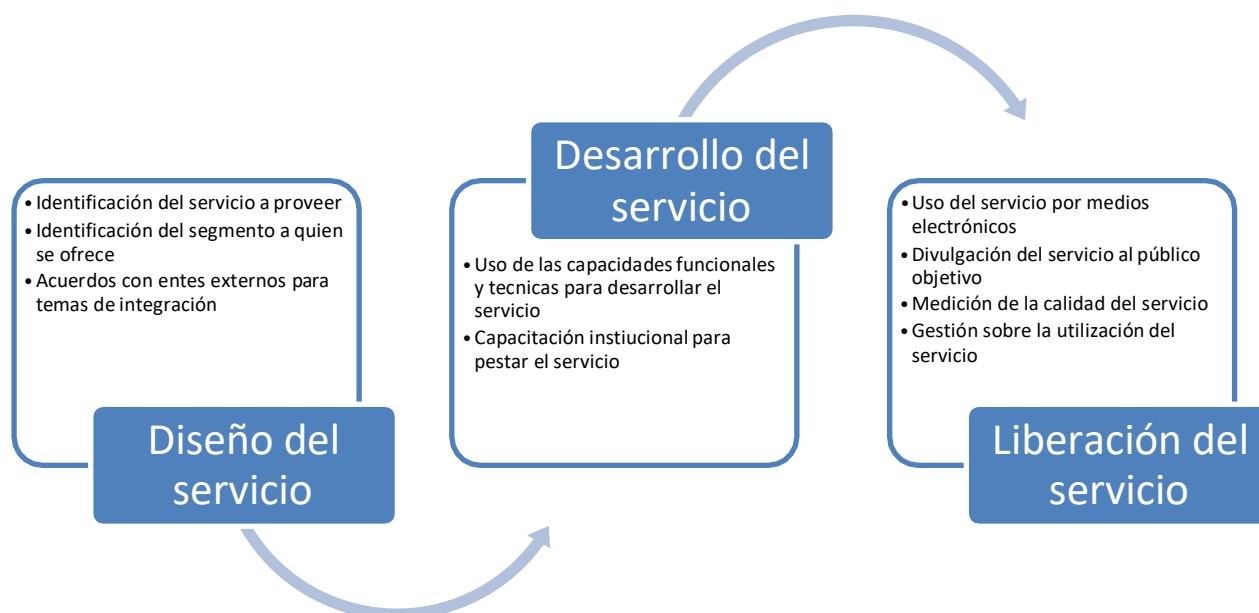 • Identificación del servicio a proveer
• Identificación del segmento a quien
se ofrece
• Acuerdos con entes externos para
temas de integración
Diseño del
servicio
Desarrollo del
servicio
• Uso de las capacidades funcionales
y tecnicas para desarrollar el
servicio
• Capacitación instiucional para
pestar el servicio
• Uso del servicio por medios
electrónicos
• Divulgación del servicio al público
objetivo
• Medición de la calidad del servicio
• Gestión sobre la utilización del
servicio
Liberación del
servicio